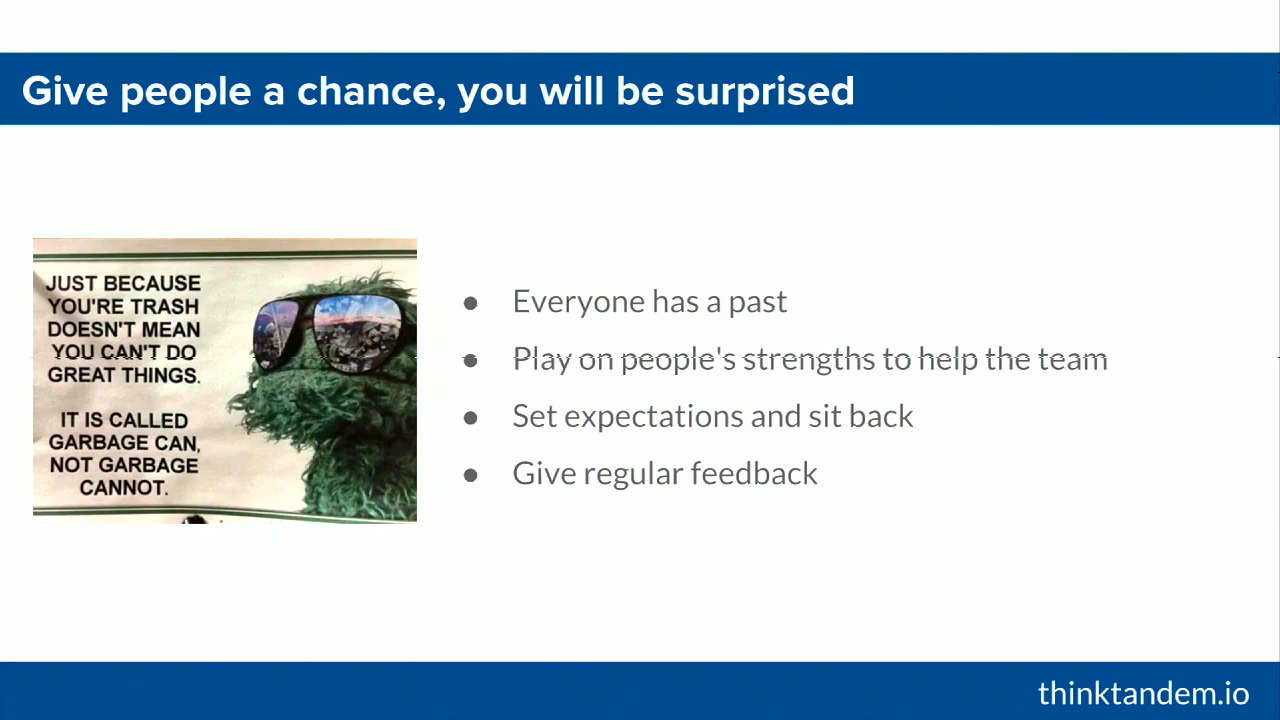 Give people a chance, you will be surprised
JUST BECAUSE
YOU'RE TRASH
DOESN'T MEAN
YOU CAN'T DO
GREAT THINGS.
IT IS CALLED
GARBAGE CAN,
NOT GARBAGE
CANNOT.
● Everyone has a past
● Play on people's strengths to help the team
● Set expectations and sit back
● Give regular feedback
thinktandem.io